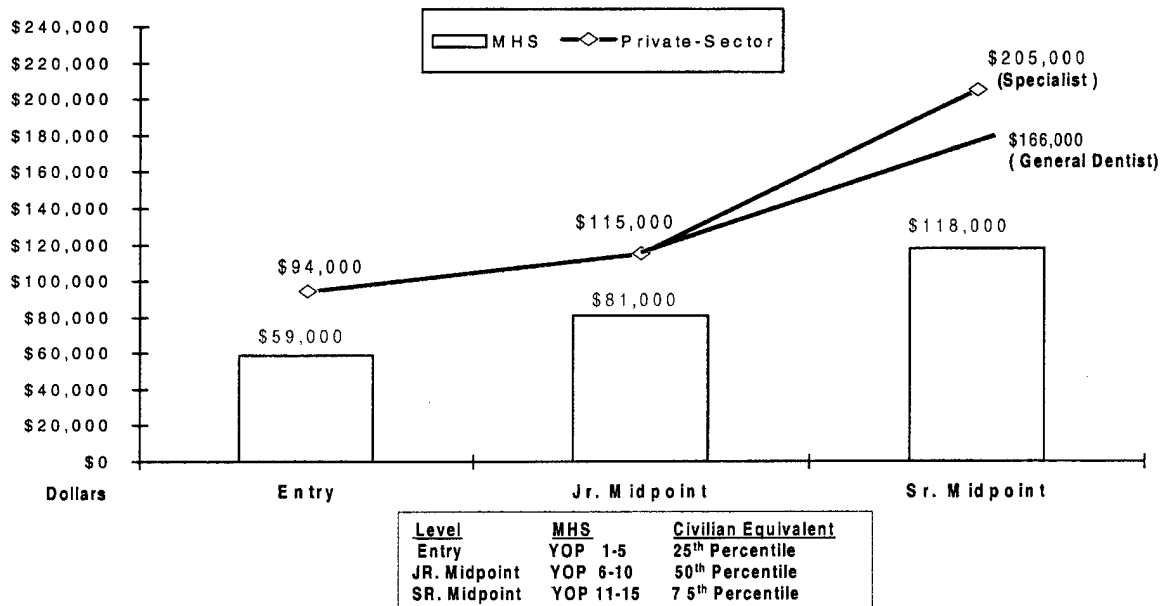 $240,000
$220,000
$200,000
$180,000
$160,000
$140,000
$120,000
$100,000
$80,000
$60,000
$40,000
$20,000
$0
Dollars
MHS Private-Sector
$205,000
(Specialist )
$166,000
( General Dentist)
$115,000
$118,000
$94,000
$81,000
$59,000
Entry Jr. Midpoint Sr. Midpoint
Level MHS Civilian Equivalent
Entry YOP 1-5 25th Percentile
JR. Midpoint YOP 6-10 50th Percentile
SR. Midpoint YOP 11-15 7 5th Percentile